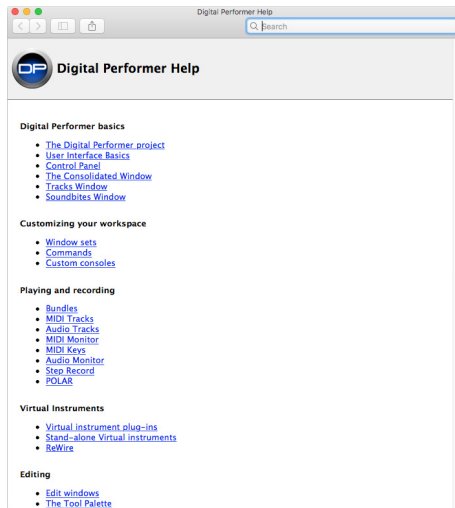 Digital Performer Help
Search
DP
Digital Performer Help
Digital Performer basics
The Digital Performer project
User Interface Basics
Control Panel
The Consolidated Window
Tracks Window
Soundbites Window
Customizing your workspace
Window sets
Commands
Custom consoles
Playing and recording
Bundles
MIDI Tracks
Audio Tracks
MIDI Monitor
MIDI Keys
Audio Monitor
Step Record
POLAR
Virtual Instruments
Virtual instrument plug-ins
Stand-alone Virtual instruments
ReWire
Editing
Edit windows
The Tool Palette